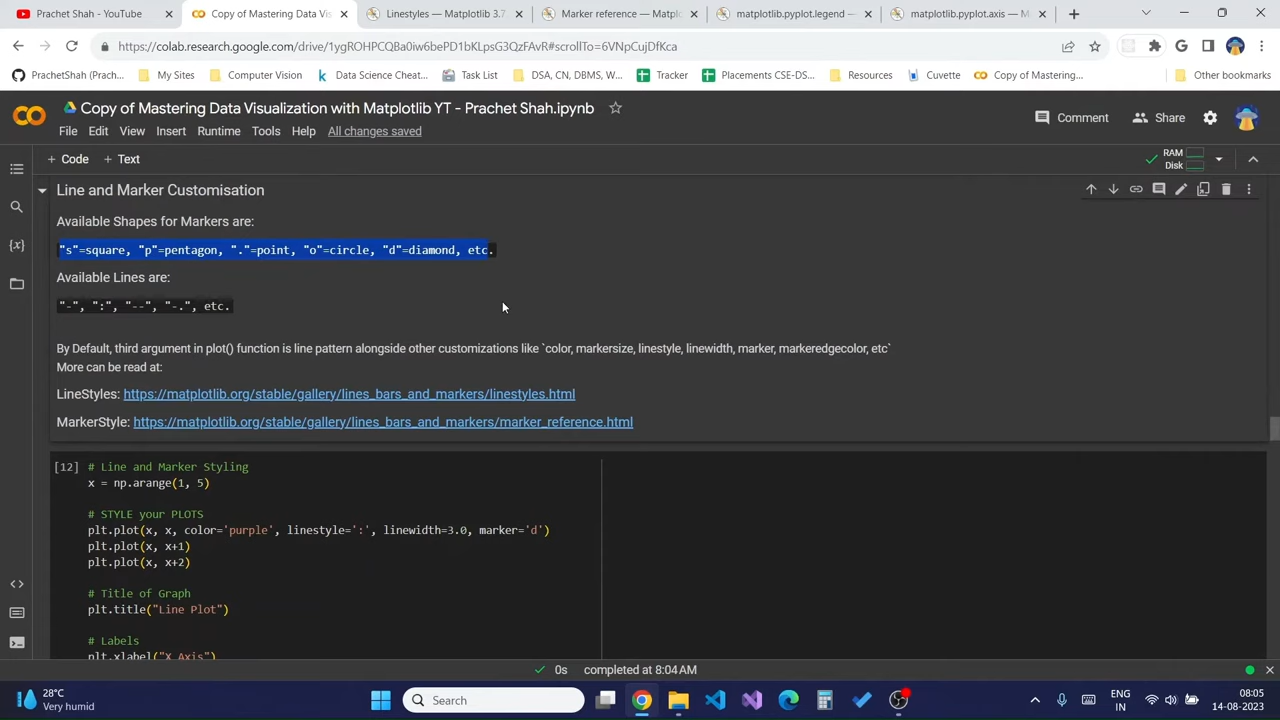 Prachet Shah - YouTube
Copy of Mastering Data Vis
Linestyles — Matplotlib 3.7
Marker reference — Matplo
matplotlib.pyplot.legend —
matplotlib.pyplot.axis — M
https://colab.research.google.com/drive/1ygROHPCQBa0iw6bePD1bKLpsG3QzFAvR#scrollTo=6VNpCujDfKca
PrachetShah (Prach...
My Sites
Computer Vision
Data Science Cheat...
Task List
DSA, CN, DBMS, W...
Tracker
Placements CSE-DS...
Resources
Cuvette
Copy of Mastering...
Other bookmarks
Copy of Mastering Data Visualization with Matplotlib YT - Prachet Shah.ipynb
File Edit View Insert Runtime Tools Help All changes saved
Comment
Share
+ Code + Text
RAM
Disk
Line and Marker Customisation
Available Shapes for Markers are:
"s"=square, "p"=pentagon, "."=point, "o"=circle, "d"=diamond, etc.
Available Lines are:
"-", ":", "--", "-.", etc.
By Default, third argument in plot() function is line pattern alongside other customizations like `color, markersize, linestyle, linewidth, marker, markeredgecolor, etc`
More can be read at:
LineStyles: https://matplotlib.org/stable/gallery/lines_bars_and_markers/linestyles.html
MarkerStyle: https://matplotlib.org/stable/gallery/lines_bars_and_markers/marker_reference.html
[12] # Line and Marker Styling
x = np.arange(1, 5)
# STYLE your PLOTS
plt.plot(x, x, color='purple', linestyle=':', linewidth=3.0, marker='d')
plt.plot(x, x+1)
plt.plot(x, x+2)
# Title of Graph
plt.title("Line Plot")
# Labels
plt.xlabel("X Axis")
0s completed at 8:04 AM
28°C
Very humid
Search
ENG
IN
08:05
14-08-2023